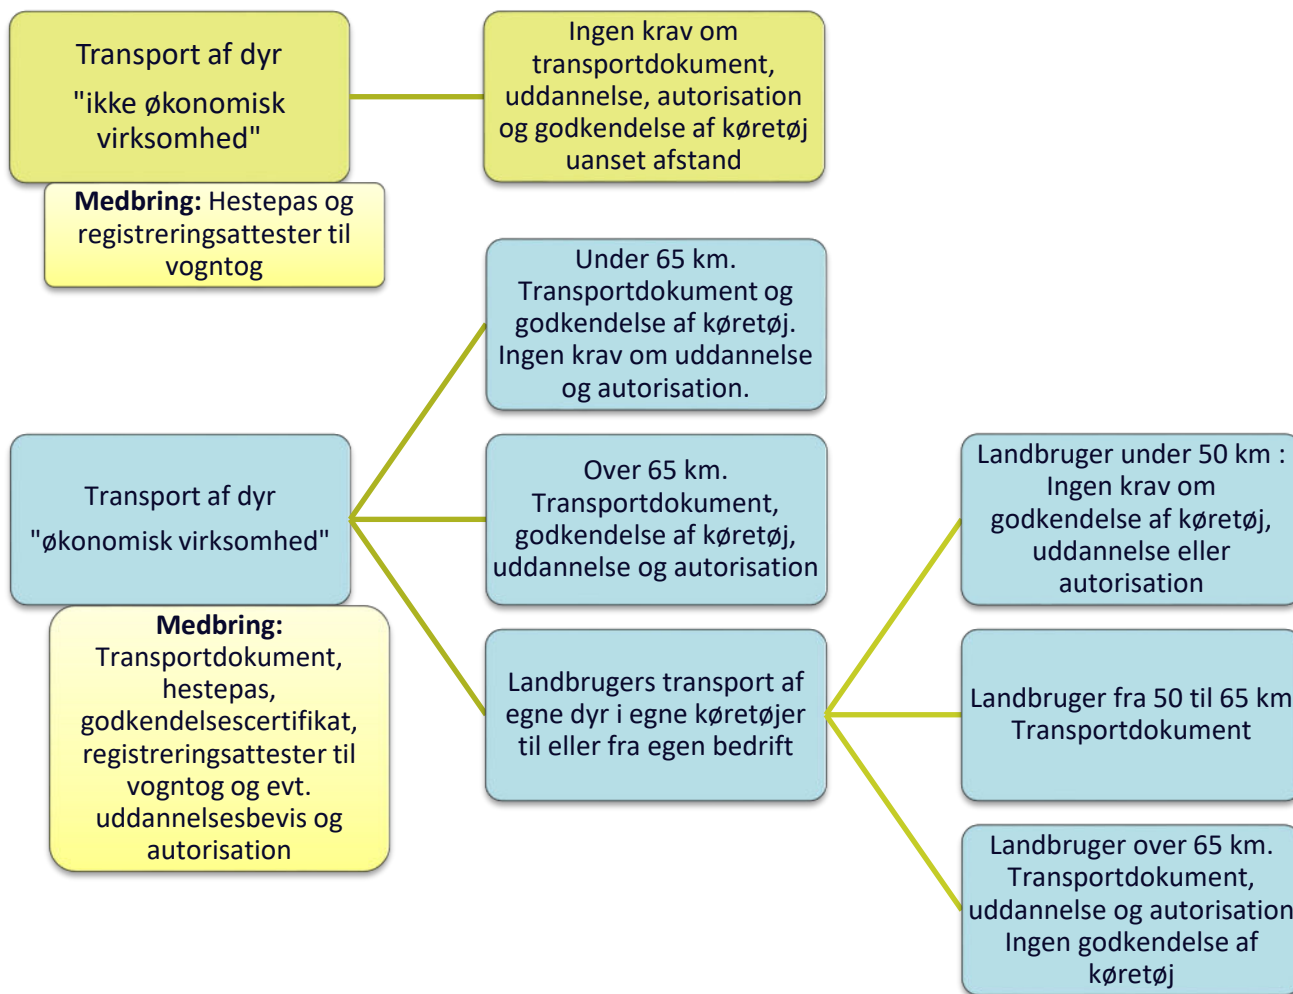 Transport af dyr
"ikke økonomisk
virksomhed"
Ingen krav om
transportdokument,
uddannelse, autorisation
og godkendelse af køretøj
uanset afstand
Medbring: Hestepas og
registreringsattester til
vogntog
Under 65 km.
Transportdokument og
godkendelse af køretøj.
Ingen krav om uddannelse
og autorisation.
Transport af dyr
"økonomisk virksomhed"
Over 65 km.
Transportdokument,
godkendelse af køretøj,
uddannelse og autorisation
Landbruger under 50 km :
Ingen krav om
godkendelse af køretøj,
uddannelse eller
autorisation
Medbring:
Transportdokument,
hestepas,
godkendelsescertifikat,
registreringsattester til
vogntog og evt.
uddannelsesbevis og
autorisation
Landbrugers transport af
egne dyr i egne køretøjer
til eller fra egen bedrift
Landbruger fra 50 til 65 km
Transportdokument
Landbruger over 65 km.
Transportdokument,
uddannelse og autorisation
Ingen godkendelse af
køretøj